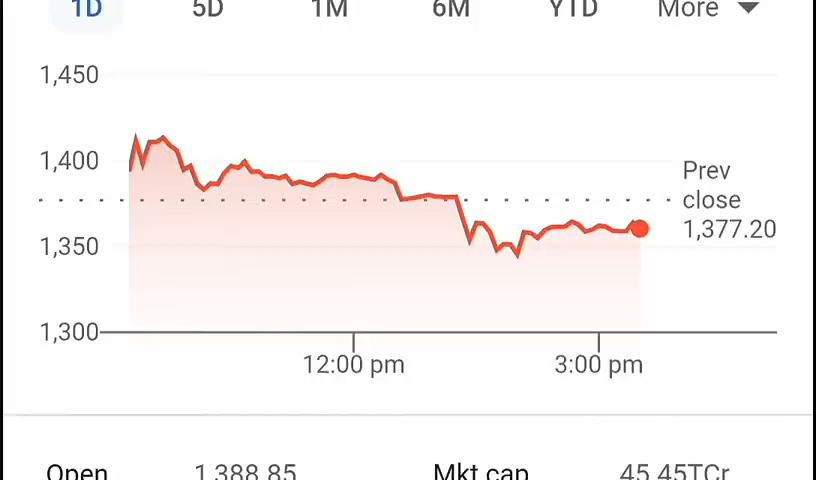 1D 5D 1M 6M YTD More
1,450
1,400
Prev
close
1,377.20
1,350
1,300
12:00 pm 3:00 pm
Open 1,388.85 Mkt cap 45.45TCr